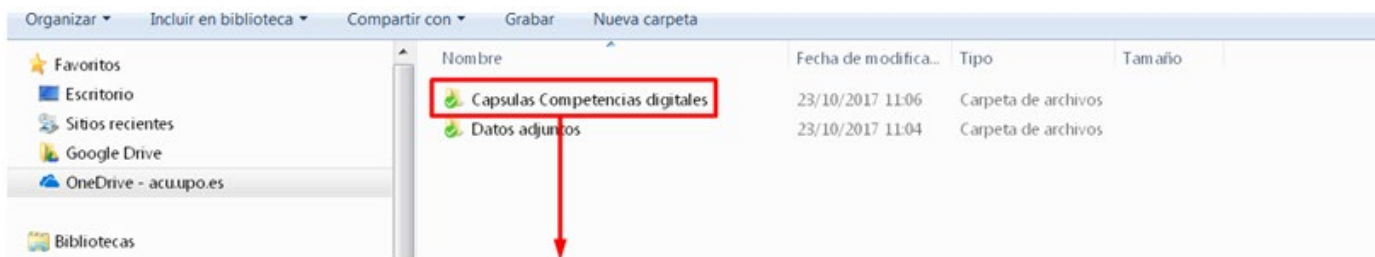 Organizar Incluir en biblioteca Compartir con Grabar Nueva carpeta
Favoritos
Escritorio
Sitios recientes
Google Drive
OneDrive - acu.upo.es
Bibliotecas
Nombre Fecha de modifica... Tipo Tamaño
Capsulas Competencias digitales 23/10/2017 11:06 Carpeta de archivos
Datos adjuntos 23/10/2017 11:04 Carpeta de archivos